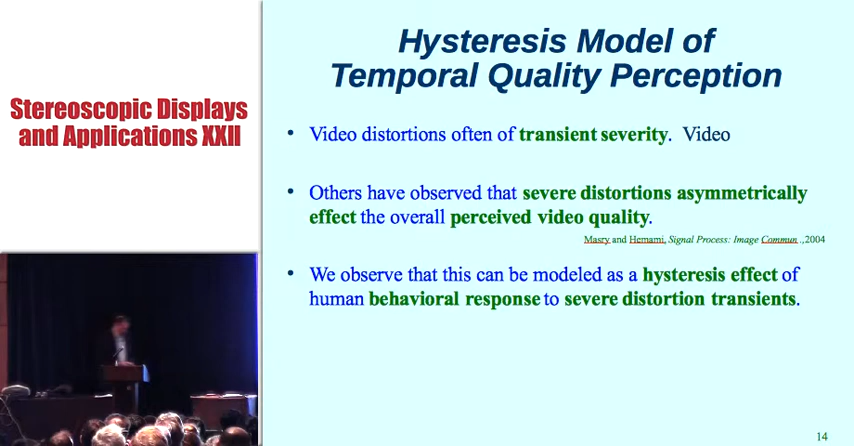 Stereoscopic Displays
and Applications XXII
Hysteresis Model of
Temporal Quality Perception
• Video distortions often of transient severity. Video
• Others have observed that severe distortions asymmetrically
effect the overall perceived video quality.
Masry and Hemami, Signal Process: Image Commun.,2004
• We observe that this can be modeled as a hysteresis effect of
human behavioral response to severe distortion transients.
14